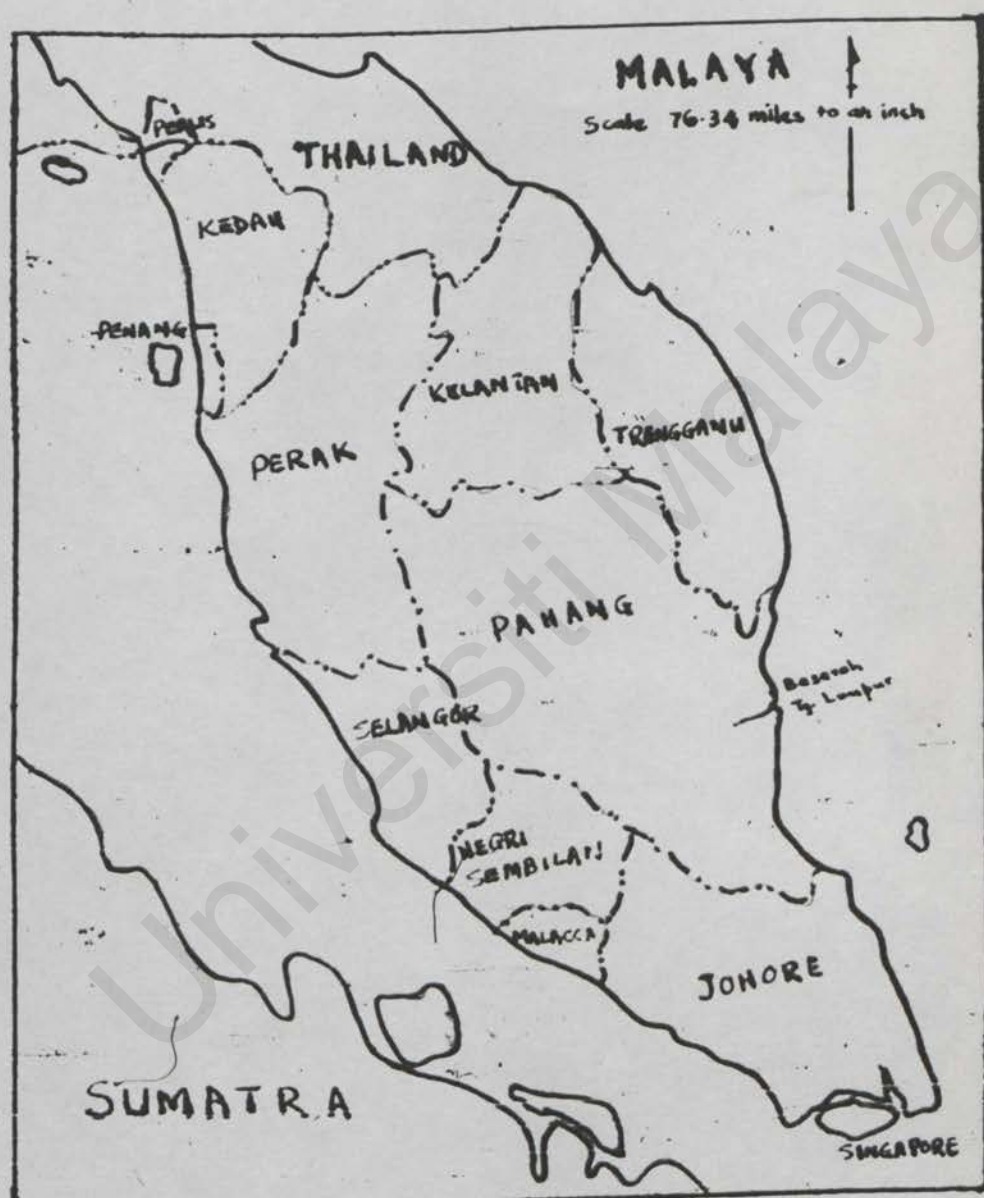 MALAYA
Scale 76.34 miles to an inch
PERLIS
THAILAND
KEDAH
PENANG
KELANTAN
TRENGGANU
PERAK
PAHANG
Beserah
Tg. Lumpur
SELANGOR
NEGRI
SEMBILAN
MALACCA
JOHORE
SUMATRA
SINGAPORE
Universiti Malaya